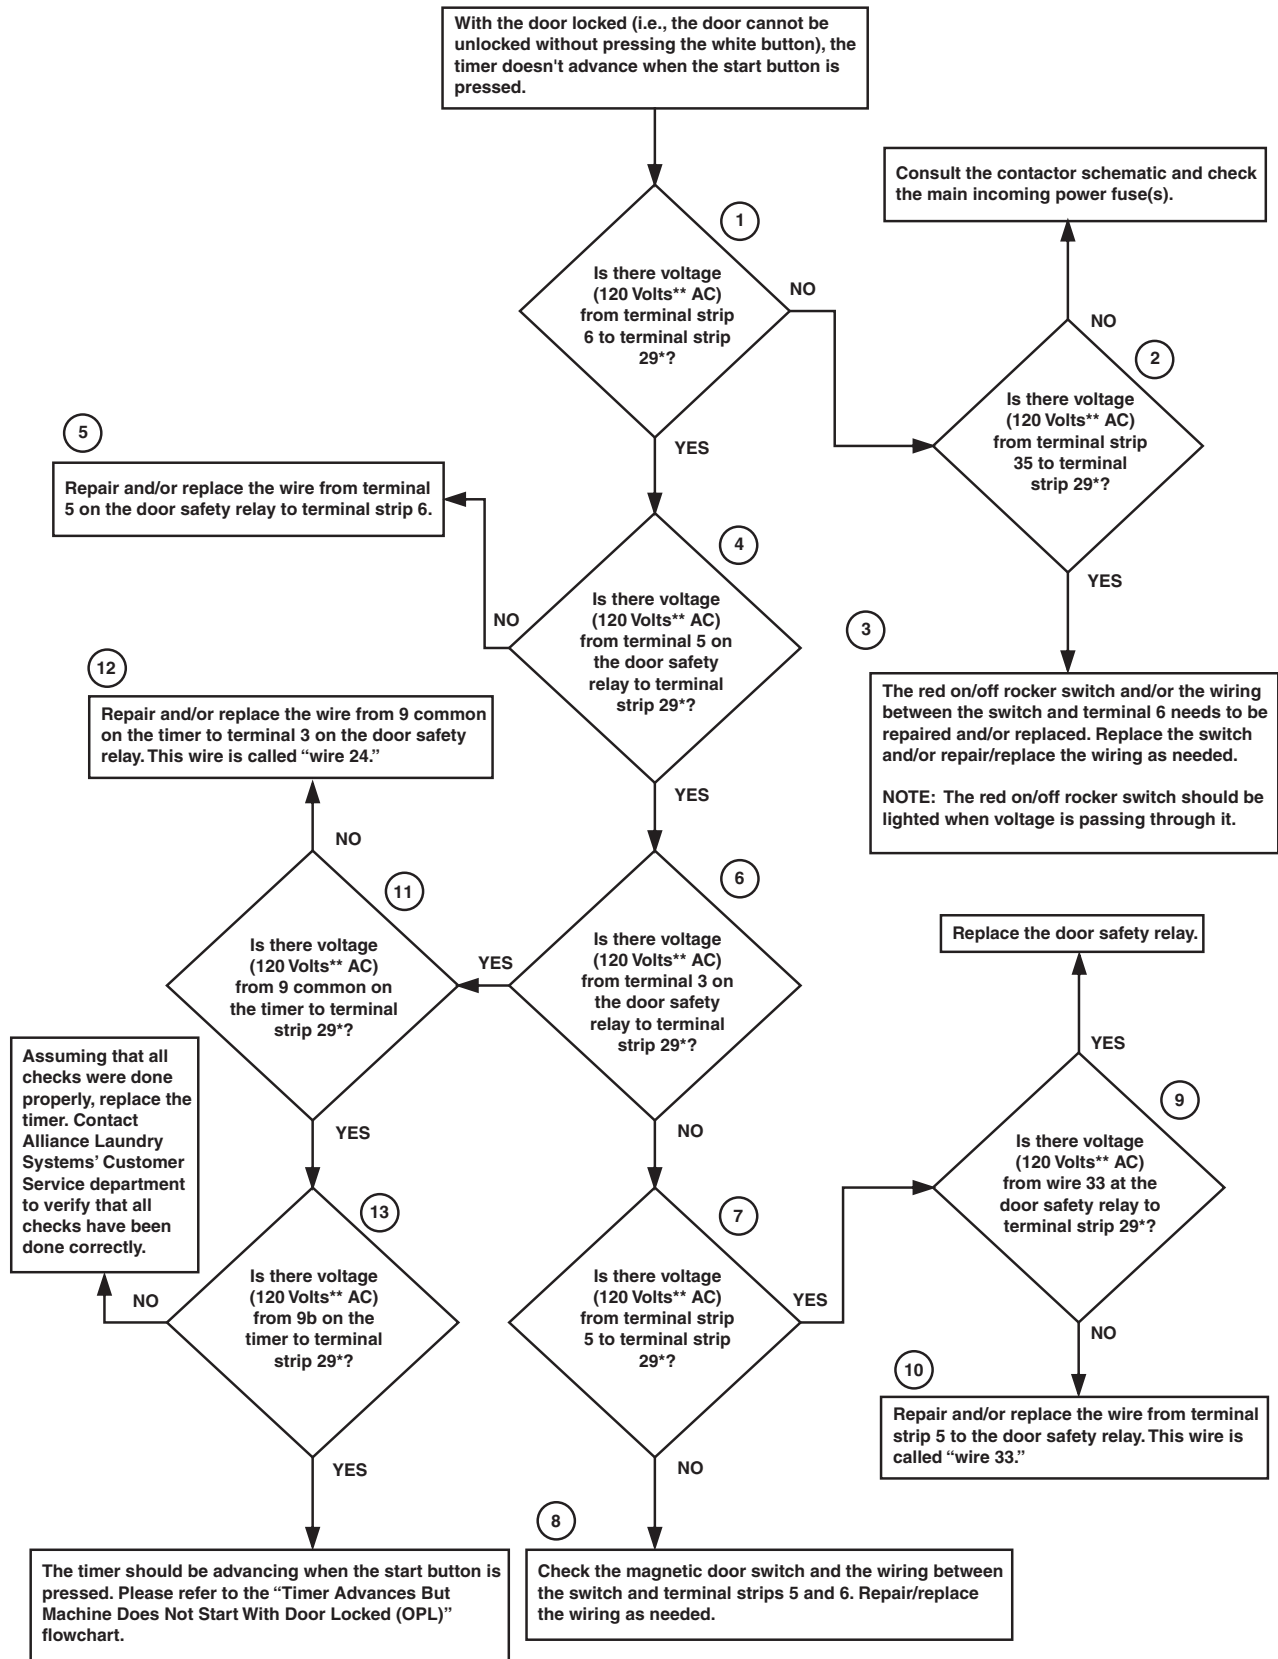 With the door locked (i.e., the door cannot be
unlocked without pressing the white button), the
timer doesn't advance when the start button is
pressed.
Consult the contactor schematic and check
the main incoming power fuse(s).
1
Is there voltage
(120 Volts** AC)
from terminal strip
6 to terminal strip
29*?
NO
YES
NO
2
Is there voltage
(120 Volts** AC)
from terminal strip
35 to terminal
strip 29*?
YES
3
The red on/off rocker switch and/or the wiring
between the switch and terminal 6 needs to be
repaired and/or replaced. Replace the switch
and/or repair/replace the wiring as needed.
NOTE: The red on/off rocker switch should be
lighted when voltage is passing through it.
5
Repair and/or replace the wire from terminal
5 on the door safety relay to terminal strip 6.
4
Is there voltage
(120 Volts** AC)
from terminal 5 on
the door safety
relay to terminal
strip 29*?
NO
YES
12
Repair and/or replace the wire from 9 common
on the timer to terminal 3 on the door safety
relay. This wire is called “wire 24.”
NO
11
Is there voltage
(120 Volts** AC)
from 9 common on
the timer to terminal
strip 29*?
YES
6
Is there voltage
(120 Volts** AC)
from terminal 3 on
the door safety
relay to terminal
strip 29*?
YES
NO
Replace the door safety relay.
YES
9
Is there voltage
(120 Volts** AC)
from wire 33 at the
door safety relay to
terminal strip 29*?
NO
10
Repair and/or replace the wire from terminal
strip 5 to the door safety relay. This wire is
called “wire 33.”
Assuming that all
checks were done
properly, replace the
timer. Contact
Alliance Laundry
Systems’ Customer
Service department
to verify that all
checks have been
done correctly.
NO
13
Is there voltage
(120 Volts** AC)
from 9b on the
timer to terminal
strip 29*?
YES
7
Is there voltage
(120 Volts** AC)
from terminal strip
5 to terminal strip
29*?
YES
NO
8
Check the magnetic door switch and the wiring between
the switch and terminal strips 5 and 6. Repair/replace
the wiring as needed.
The timer should be advancing when the start button is
pressed. Please refer to the “Timer Advances But
Machine Does Not Start With Door Locked (OPL)”
flowchart.